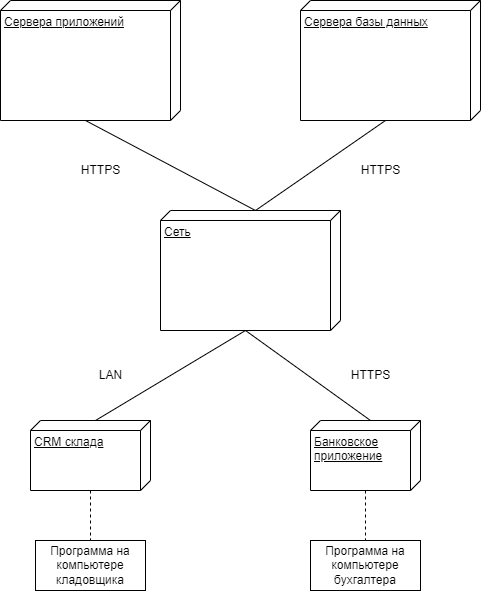 Сервера приложений
Сервера базы данных
HTTPS
HTTPS
Сеть
LAN
HTTPS
CRM склада
Банковское
приложение
Программа на
компьютере
кладовщика
Программа на
компьютере
бухгалтера